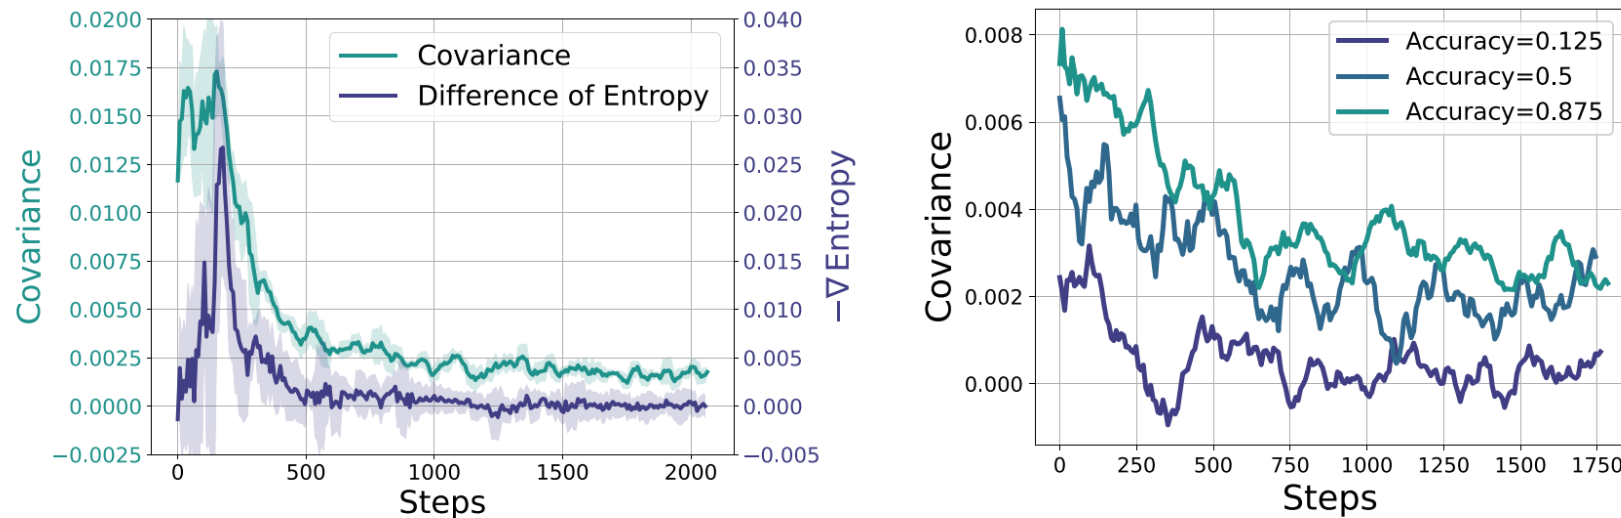 0.0200
0.0175
0.0150
0.0125
0.0100
0.0075
0.0050
0.0025
0.0000
−0.0025
Covariance
0.040
0.035
0.030
0.025
0.020
0.015
0.010
0.005
0.000
−0.005
−∇ Entropy
Covariance
Difference of Entropy
0 500 1000 1500 2000
Steps
0.008
0.006
0.004
0.002
0.000
Covariance
Accuracy=0.125
Accuracy=0.5
Accuracy=0.875
0 250 500 750 1000 1250 1500 1750
Steps